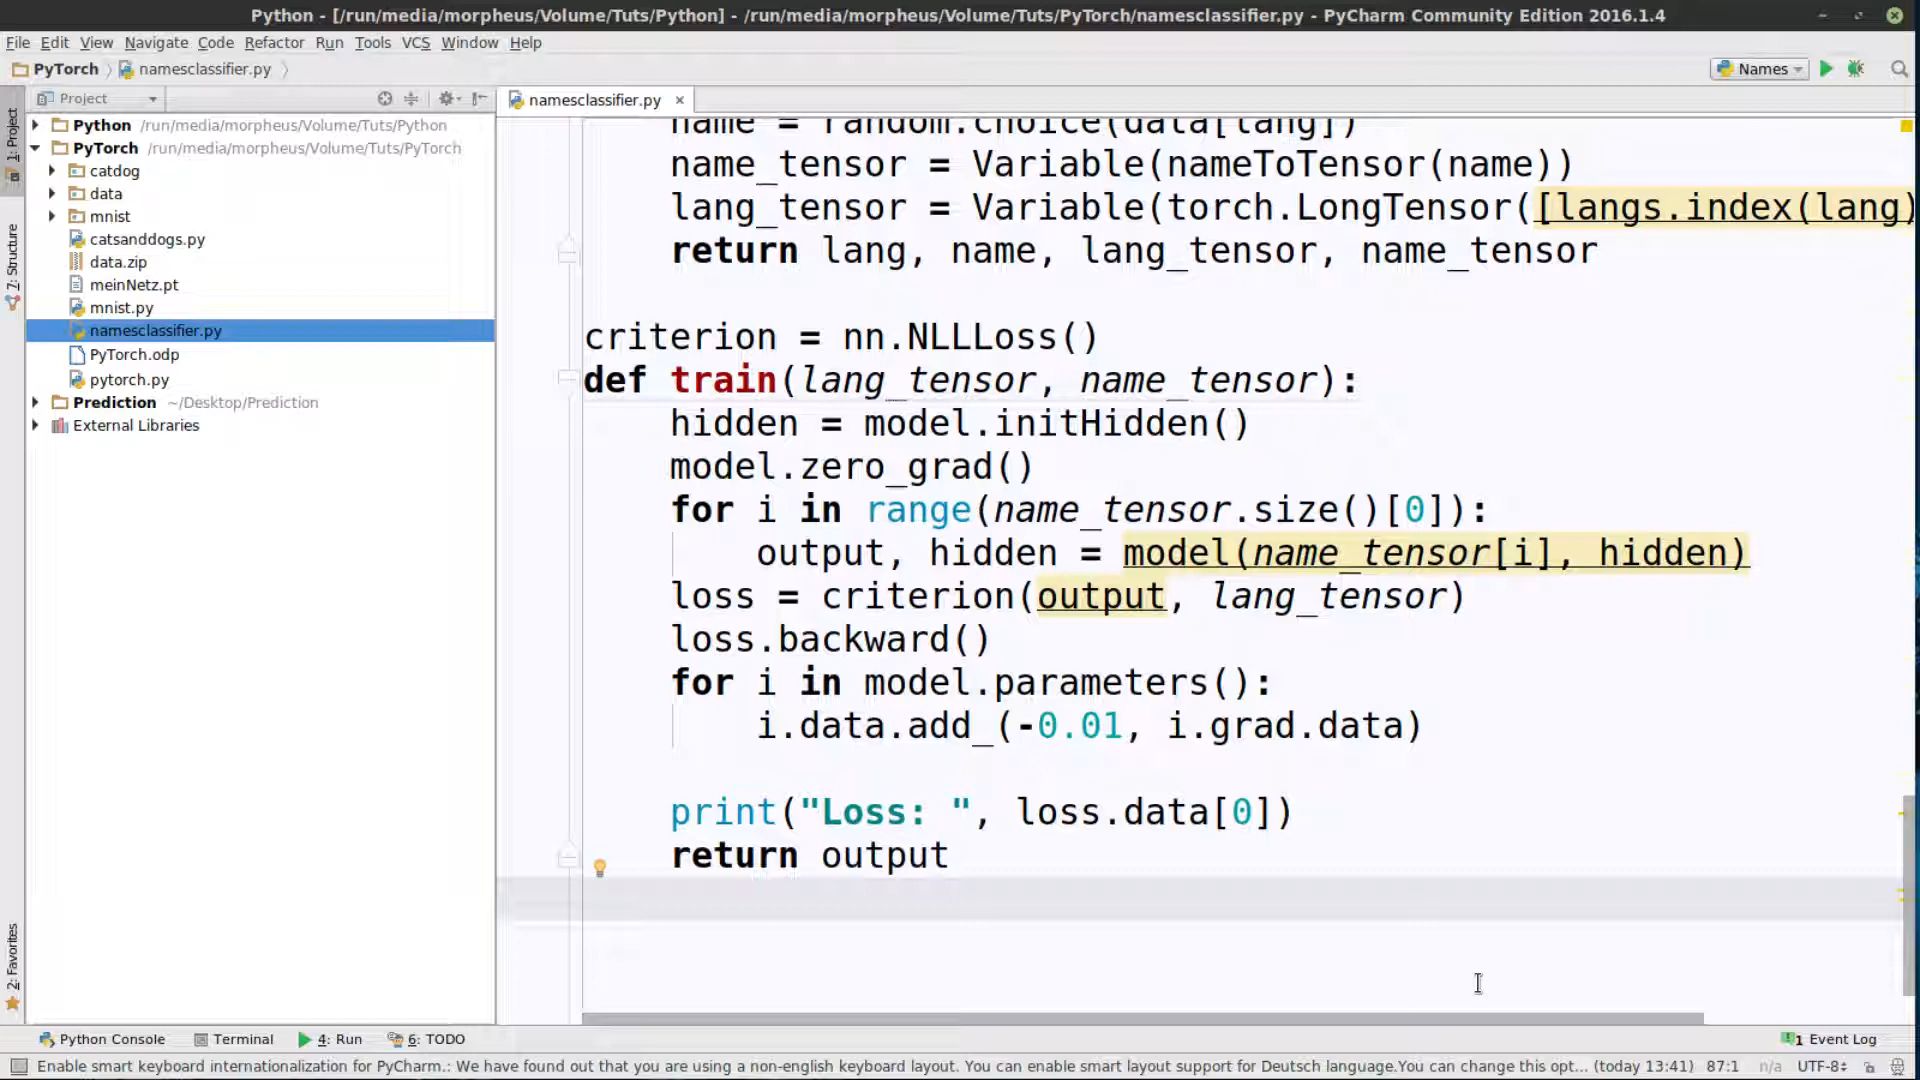 Python - [/run/media/morpheus/Volume/Tuts/Python] - /run/media/morpheus/Volume/Tuts/PyTorch/namesclassifier.py - PyCharm Community Edition 2016.1.4
File Edit View Navigate Code Refactor Run Tools VCS Window Help
PyTorch namesclassifier.py
Names
Project
namesclassifier.py
1: Project
7: Structure
2: Favorites
Python /run/media/morpheus/Volume/Tuts/Python
PyTorch /run/media/morpheus/Volume/Tuts/PyTorch
catdog
data
mnist
catsanddogs.py
data.zip
meinNetz.pt
mnist.py
namesclassifier.py
PyTorch.odp
pytorch.py
Prediction ~/Desktop/Prediction
External Libraries
name = random.choice(data[lang])
name_tensor = Variable(nameToTensor(name))
lang_tensor = Variable(torch.LongTensor([langs.index(lang)
return lang, name, lang_tensor, name_tensor
criterion = nn.NLLLoss()
def train(lang_tensor, name_tensor):
hidden = model.initHidden()
model.zero_grad()
for i in range(name_tensor.size()[0]):
output, hidden = model(name_tensor[i], hidden)
loss = criterion(output, lang_tensor)
loss.backward()
for i in model.parameters():
i.data.add_(-0.01, i.grad.data)
print("Loss: ", loss.data[0])
return output
Python Console Terminal 4: Run 6: TODO 1 Event Log
Enable smart keyboard internationalization for PyCharm.: We have found out that you are using a non-english keyboard layout. You can enable smart layout support for Deutsch language.You can change this opt... (today 13:41) 87:1 n/a UTF-8